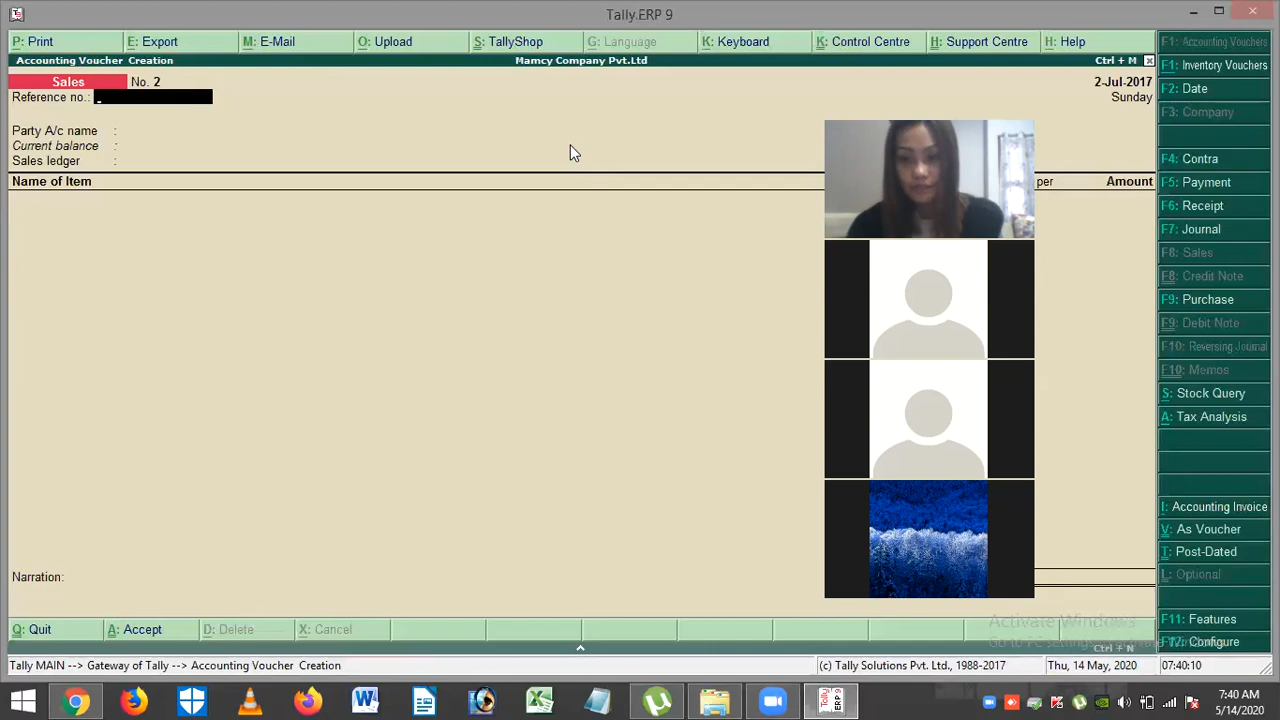 Tally.ERP 9
P: Print
E: Export
M: E-Mail
O: Upload
S: TallyShop
G: Language
K: Keyboard
K: Control Centre
H: Support Centre
H: Help
F1: Accounting Vouchers
Accounting Voucher Creation
Mamcy Company Pvt.Ltd
Ctrl + M
F1: Inventory Vouchers
Sales
No. 2
2-Jul-2017
F2: Date
Reference no.:
Sunday
F3: Company
Party A/c name :
Current balance :
Sales ledger :
F4: Contra
Name of Item
per
Amount
F5: Payment
F6: Receipt
F7: Journal
F8: Sales
F8: Credit Note
F9: Purchase
F9: Debit Note
F10: Reversing Journal
F10: Memos
S: Stock Query
A: Tax Analysis
I: Accounting Invoice
V: As Voucher
T: Post-Dated
L: Optional
Narration:
F11: Features
F12: Configure
Activate Windows
Go to PC settings to activate
Q: Quit
A: Accept
D: Delete
X: Cancel
Ctrl + N
Tally MAIN --> Gateway of Tally --> Accounting Voucher Creation
(c) Tally Solutions Pvt. Ltd., 1988-2017
Thu, 14 May, 2020
07:40:10
7:40 AM
5/14/2020